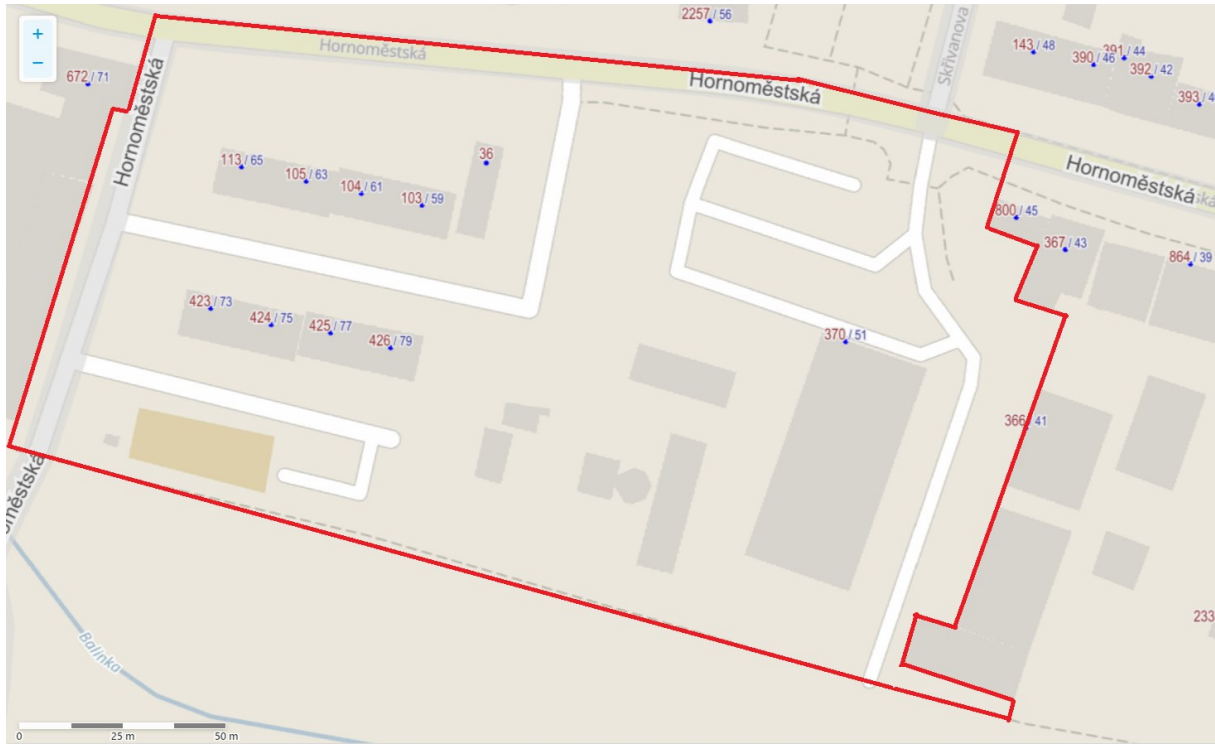 +
−
2257 / 56
Hornoměstská
Skřivanova
143 / 48
391 / 44
390 / 46
392 / 42
672 / 71
Hornoměstská
393 /
Hornoměstská
113 / 65
105 / 63
104 / 61
103 / 59
36
Hornoměstská
800 / 45
367 / 43
864 / 39
423 / 73
424 / 75
425 / 77
426 / 79
370 / 51
366 / 41
Balinka
233
0
25 m
50 m